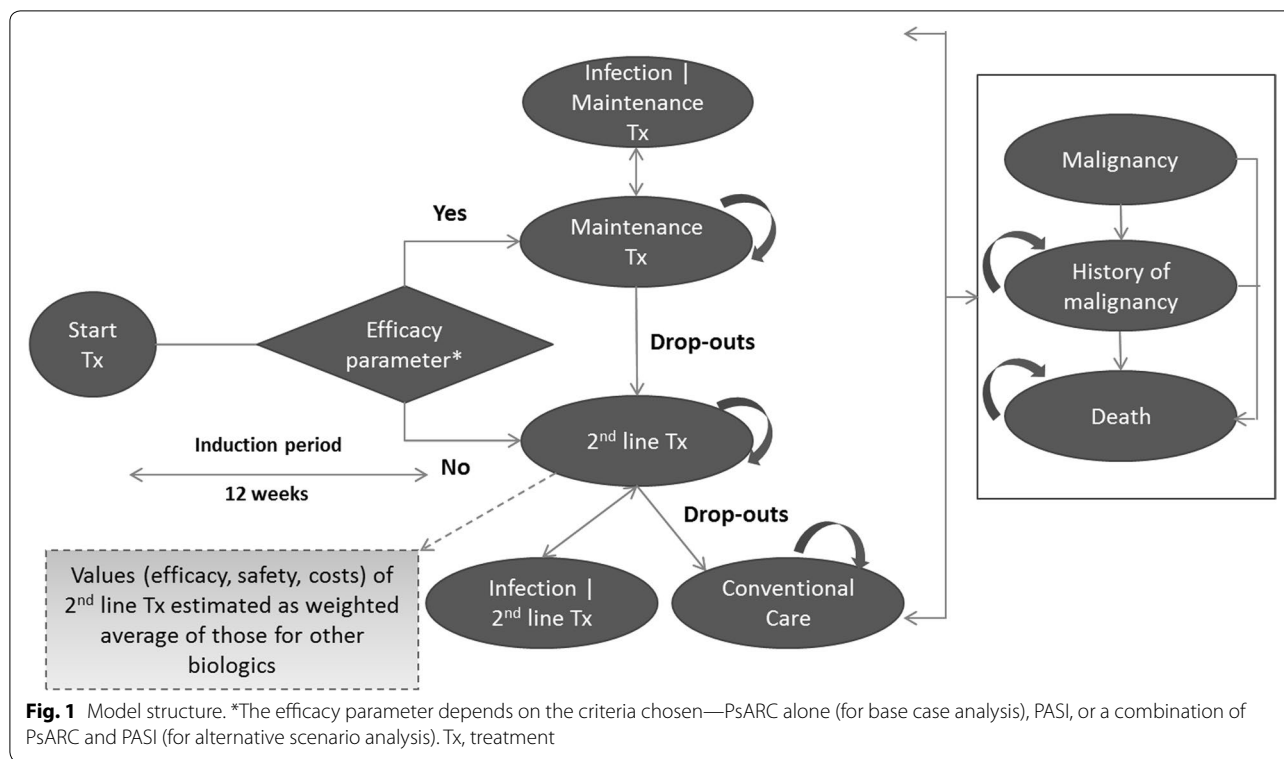 Infection |
Maintenance
Tx
Malignancy
Yes
Maintenance
Tx
History of
malignancy
Start
Tx
Efficacy
parameter*
Drop-outs
Death
2nd line Tx
Induction period
No
12 weeks
Drop-outs
Values (efficacy, safety, costs) of
2nd line Tx estimated as weighted
average of those for other
biologics
Infection |
2nd line Tx
Conventional
Care
Fig. 1 Model structure. *The efficacy parameter depends on the criteria chosen—PsARC alone (for base case analysis), PASI, or a combination of
PsARC and PASI (for alternative scenario analysis). Tx, treatment